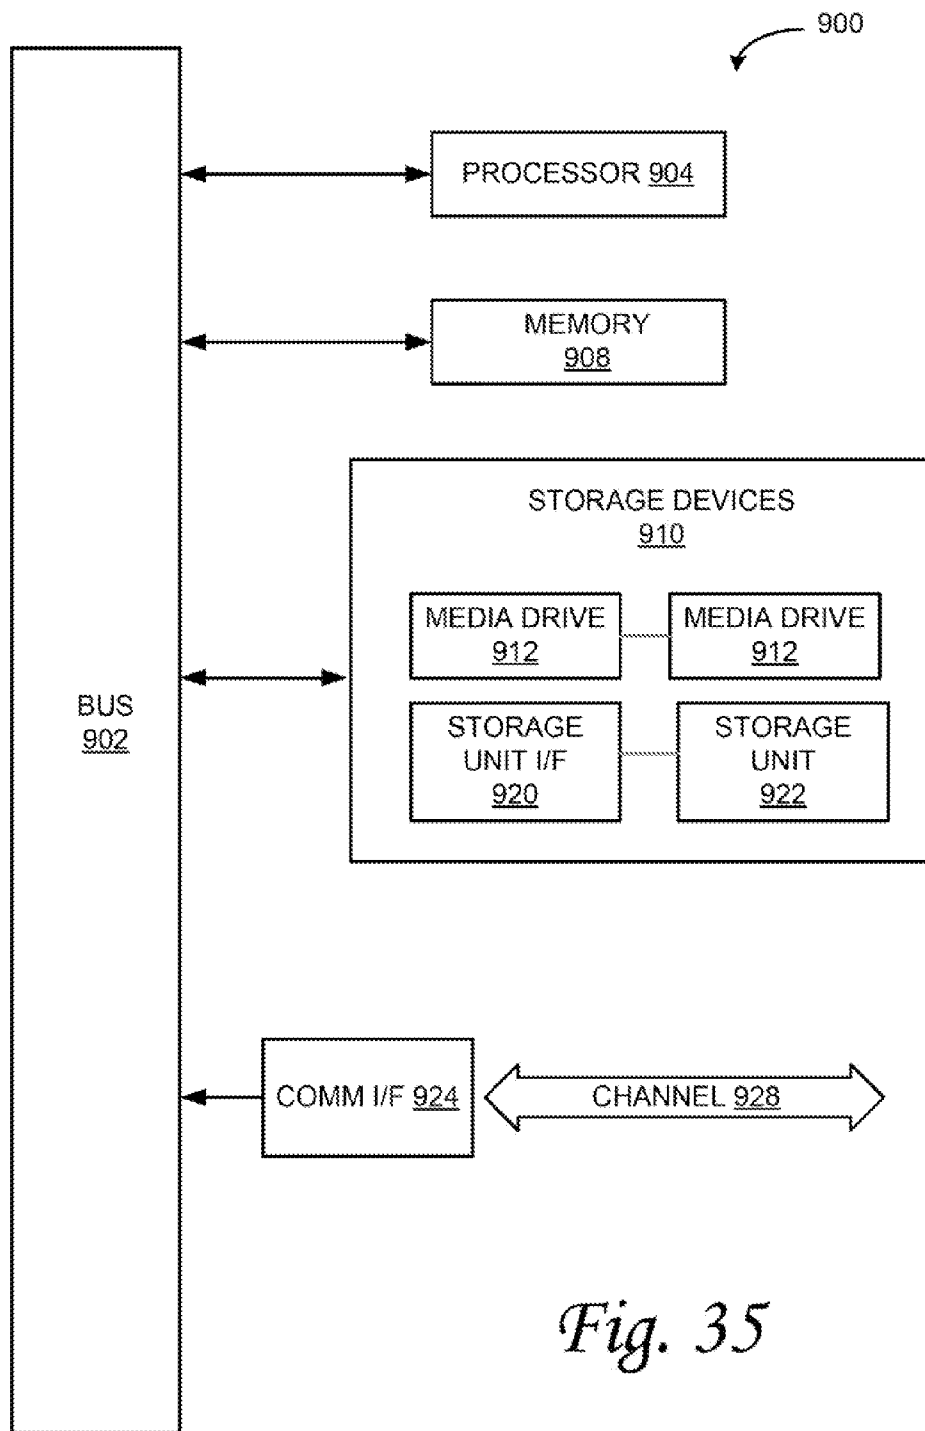 900
PROCESSOR 904
MEMORY
908
STORAGE DEVICES
910
MEDIA DRIVE
912
MEDIA DRIVE
912
STORAGE
UNIT I/F
920
STORAGE
UNIT
922
BUS
902
COMM I/F 924
CHANNEL 928
Fig. 35